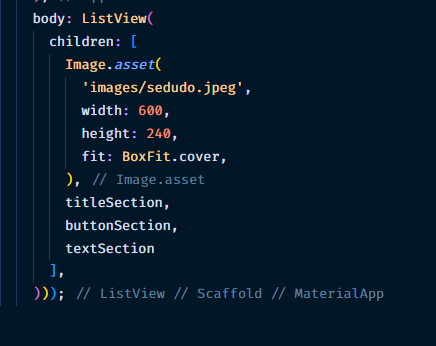 body: ListView(
children: [
Image.asset(
'images/sedudo.jpeg',
width: 600,
height: 240,
fit: BoxFit.cover,
), // Image.asset
titleSection,
buttonSection,
textSection
],
))); // ListView // Scaffold // MaterialApp